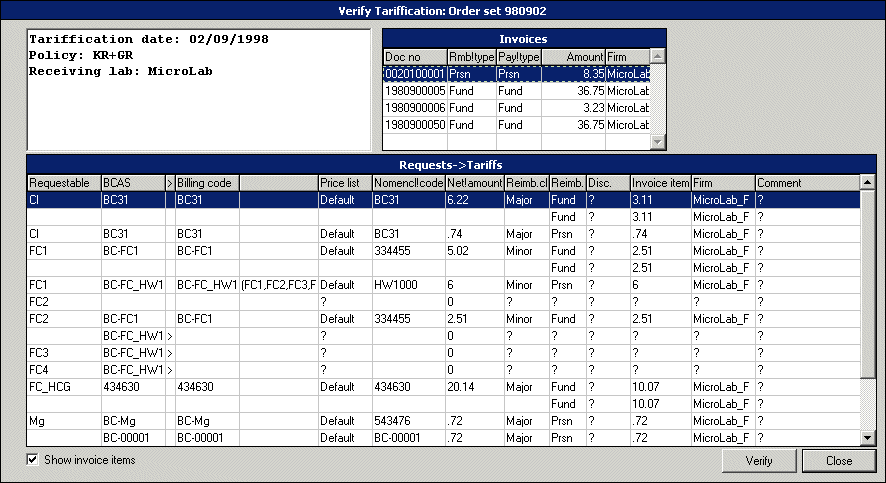 Verify Tariffication: Order set 980902
Tariffication date: 02/09/1998
Policy: KR+GR
Receiving lab: MicroLab
Invoices
Doc no Rmb!type Pay!type Amount Firm
0020100001 Prsn Prsn 8.35 MicroLab
1980900005 Fund Fund 36.75 MicroLab
1980900006 Fund Fund 3.23 MicroLab
1980900050 Fund Fund 36.75 MicroLab
Requests->Tariffs
Requestable BCAS > Billing code Price list Nomencl!code Net!amount Reimb.cl Reimb. Disc. Invoice item Firm Comment
Cl BC31 BC31 Default BC31 6.22 Major Fund ? 3.11 MicroLab_F ?
Fund ? 3.11 MicroLab_F ?
Cl BC31 BC31 Default BC31 .74 Major Prsn ? .74 MicroLab_F ?
FC1 BC-FC1 BC-FC1 Default 334455 5.02 Minor Fund ? 2.51 MicroLab_F ?
Fund ? 2.51 MicroLab_F ?
FC1 BC-FC_HW1 BC-FC_HW1 (FC1,FC2,FC3,F Default HW1000 6 Minor Prsn ? 6 MicroLab_F ?
FC2 ? 0 ? ? ? ? ? ?
FC2 BC-FC1 BC-FC1 Default 334455 2.51 Minor Fund ? 2.51 MicroLab_F ?
BC-FC_HW1 > ? 0 ? ? ? ? ? ?
FC3 BC-FC_HW1 > ? 0 ? ? ? ? ? ?
FC4 BC-FC_HW1 > ? 0 ? ? ? ? ? ?
FC_HCG 434630 434630 Default 434630 20.14 Major Fund ? 10.07 MicroLab_F ?
Fund ? 10.07 MicroLab_F ?
Mg BC-Mg BC-Mg Default 543476 .72 Major Prsn ? .72 MicroLab_F ?
BC-00001 BC-00001 Default BC-00001 .72 Major Prsn ? .72 MicroLab_F ?
Show invoice items Verify Close